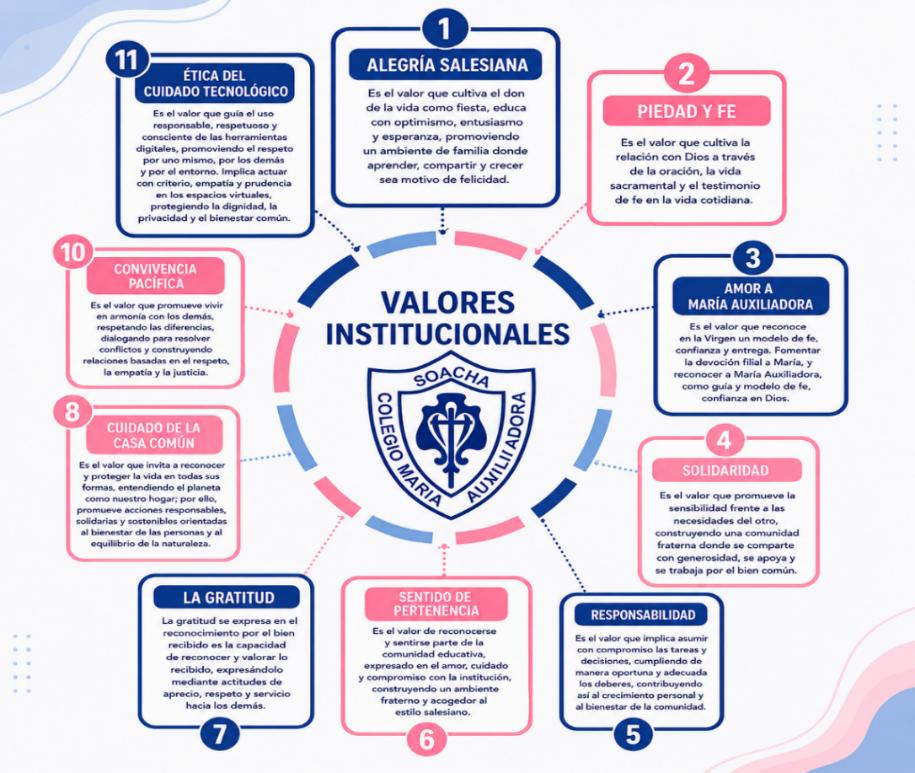 VALORES
INSTITUCIONALES
SOACHA
COLEGIO MARIA
AUXILIADORA
1
ALEGRÍA SALESIANA
Es el valor que cultiva el don
de la vida como fiesta, educa
con optimismo, entusiasmo
y esperanza, promoviendo
un ambiente de familia donde
aprender, compartir y crecer
sea motivo de felicidad.
2
PIEDAD Y FE
Es el valor que cultiva la
relación con Dios a través
de la oración, la vida
sacramental y el testimonio
de fe en la vida cotidiana.
3
AMOR A
MARÍA AUXILIADORA
Es el valor que reconoce
en la Virgen un modelo de fe,
confianza y entrega. Fomentar
la devoción filial a María, y
reconocer a María Auxiliadora,
como guía y modelo de fe,
confianza en Dios.
4
SOLIDARIDAD
Es el valor que promueve la
sensibilidad frente a las
necesidades del otro,
construyendo una comunidad
fraterna donde se comparte
con generosidad, se apoya y
se trabaja por el bien común.
RESPONSABILIDAD
Es el valor que implica asumir
con compromiso las tareas y
decisiones, cumpliendo de
manera oportuna y adecuada
los deberes, contribuyendo
así al crecimiento personal y
al bienestar de la comunidad.
5
SENTIDO DE
PERTENENCIA
Es el valor de reconocerse
y sentirse parte de la
comunidad educativa,
expresado en el amor, cuidado
y compromiso con la institución,
construyendo un ambiente
fraterno y acogedor al
estilo salesiano.
6
LA GRATITUD
La gratitud se expresa en el
reconocimiento por el bien
recibido es la capacidad
de reconocer y valorar lo
recibido, expresándolo
mediante actitudes de
aprecio, respeto y servicio
hacia los demás.
7
8
CUIDADO DE LA
CASA COMÚN
Es el valor que invita a reconocer
y proteger la vida en todas sus
formas, entendiendo el planeta
como nuestro hogar; por ello,
promueve acciones responsables,
solidarias y sostenibles orientadas
al bienestar de las personas y al
equilibrio de la naturaleza.
10
CONVIVENCIA
PACÍFICA
Es el valor que promueve vivir
en armonía con los demás,
respetando las diferencias,
dialogando para resolver
conflictos y construyendo
relaciones basadas en el respeto,
la empatía y la justicia.
11
ÉTICA DEL
CUIDADO TECNOLÓGICO
Es el valor que guía el uso
responsable, respetuoso y
consciente de las herramientas
digitales, promoviendo el respeto
por uno mismo, por los demás
y por el entorno. Implica actuar
con criterio, empatía y prudencia
en los espacios virtuales,
protegiendo la dignidad, la
privacidad y el bienestar común.